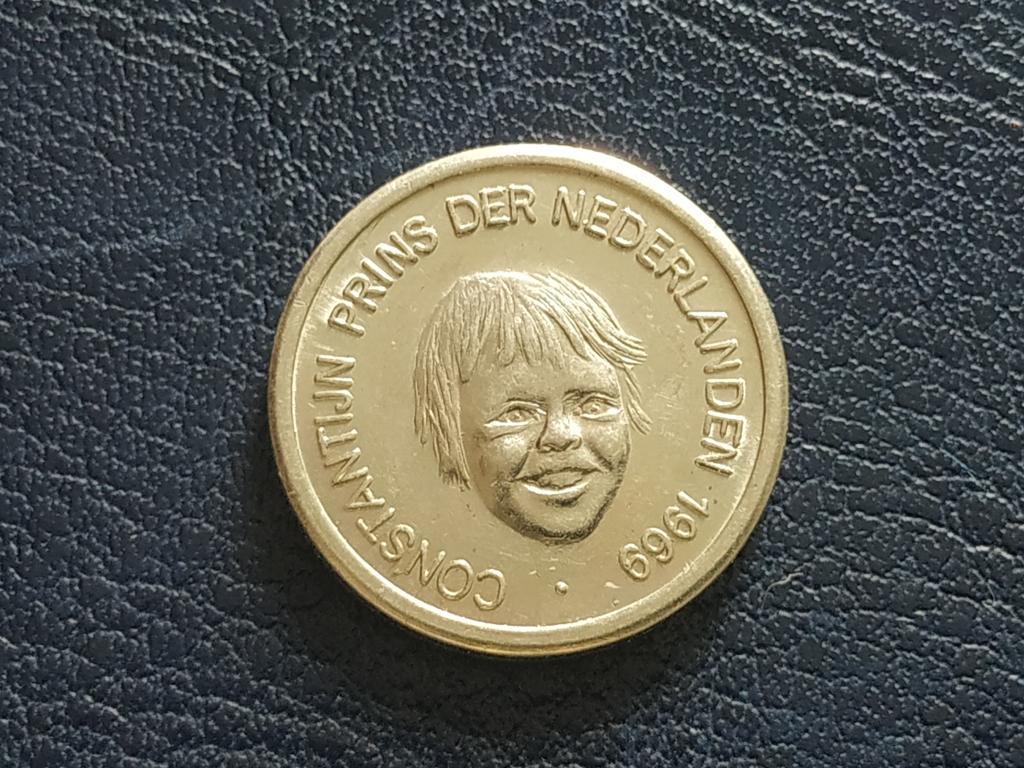 CONSTANTIJN PRINS DER NEDERLANDEN 1969 .